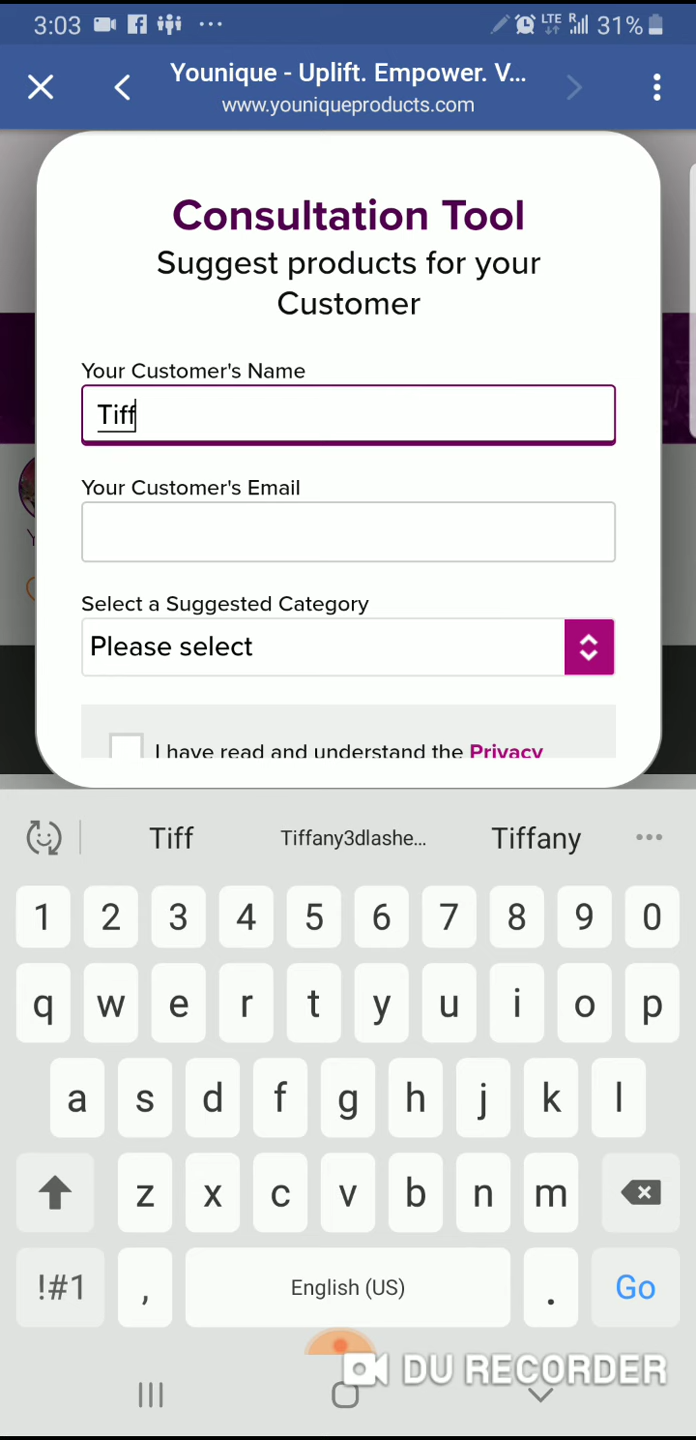 3:03 LTE R 31%
Younique - Uplift. Empower. V...
www.youniqueproducts.com
Consultation Tool
Suggest products for your
Customer
Your Customer's Name
Tiff
Your Customer's Email
Select a Suggested Category
Please select
I have read and understand the Privacy
Tiff Tiffany3dlashe... Tiffany
1 2 3 4 5 6 7 8 9 0
q w e r t y u i o p
a s d f g h j k l
z x c v b n m
!#1 , English (US) . Go
DU RECORDER